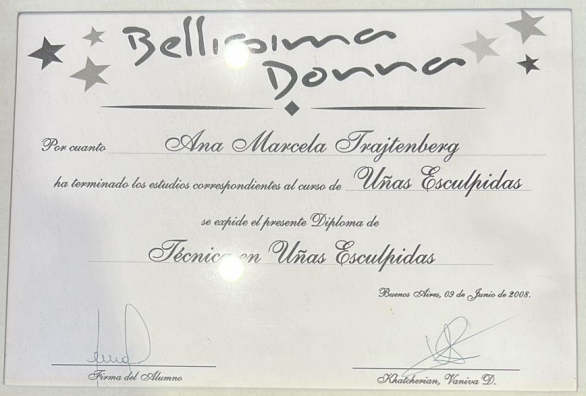 Bellissima
Donna
Por cuanto Ana Marcela Trajtenberg
ha terminado los estudios correspondientes al curso de Uñas Esculpidas
se expide el presente Diploma de
Técnica en Uñas Esculpidas
Buenos Aires, 09 de Junio de 2008.
Firma del Alumno
Khatcherian, Vaniva D.